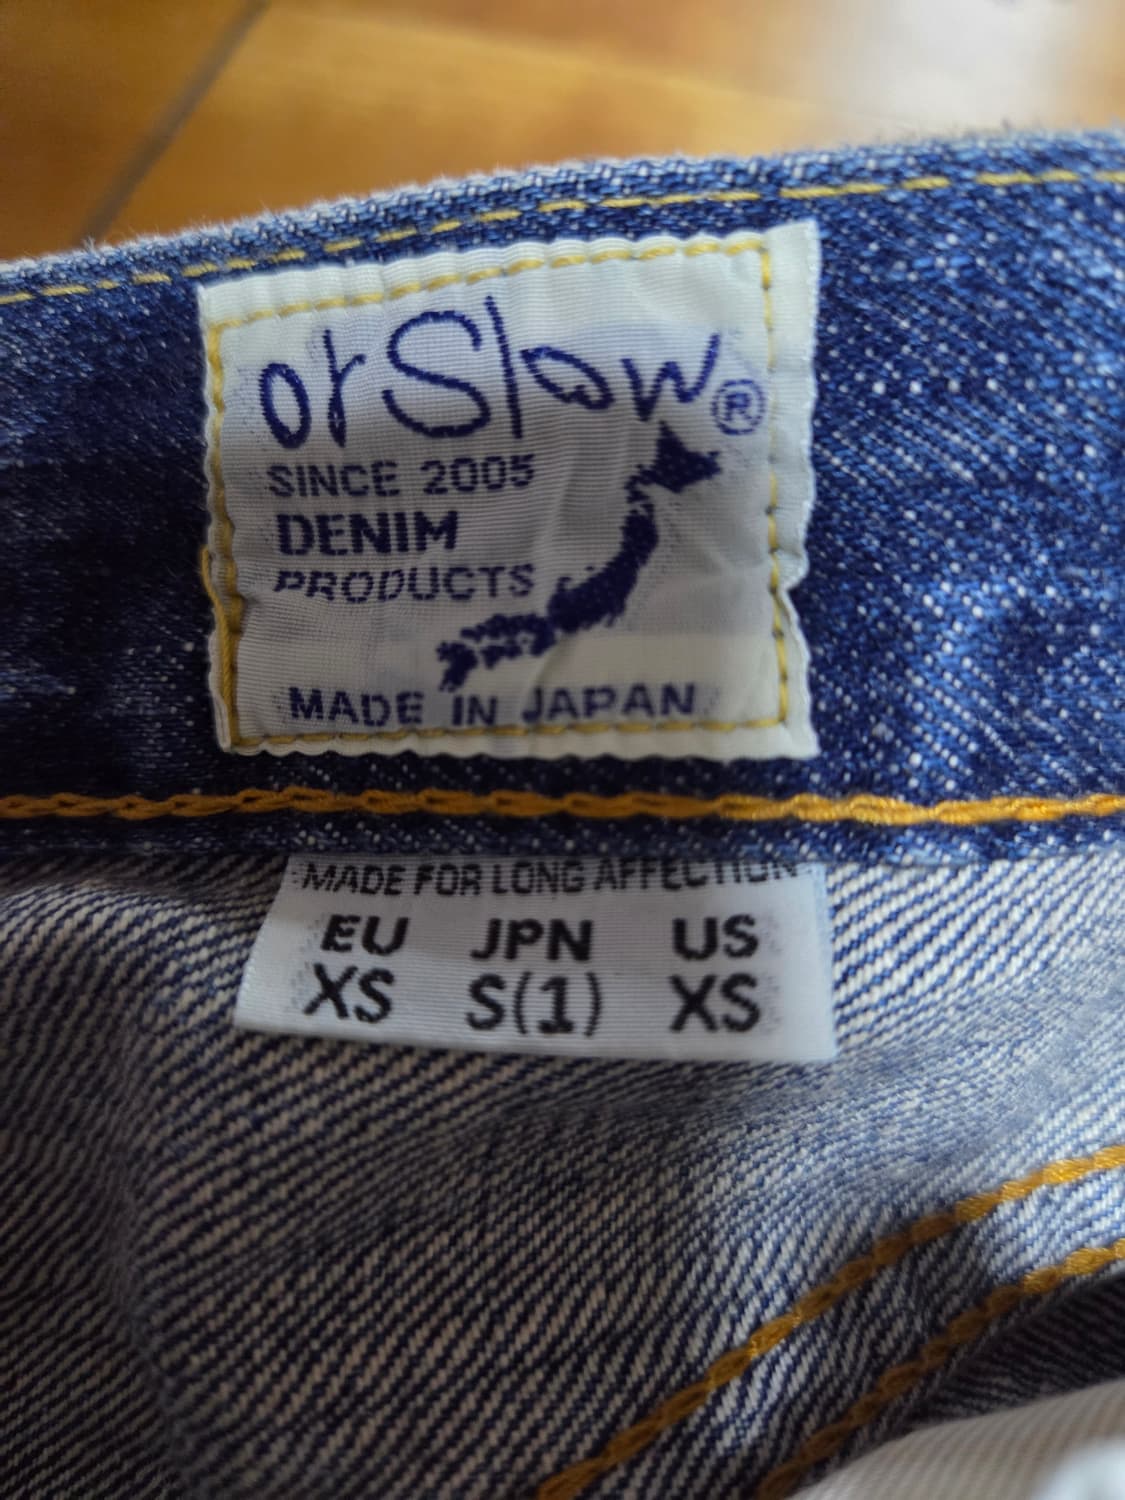 orSlow®
SINCE 2005
DENIM
PRODUCTS
MADE IN JAPAN
MADE FOR LONG AFFECTION
EU JPN US
XS S(1) XS